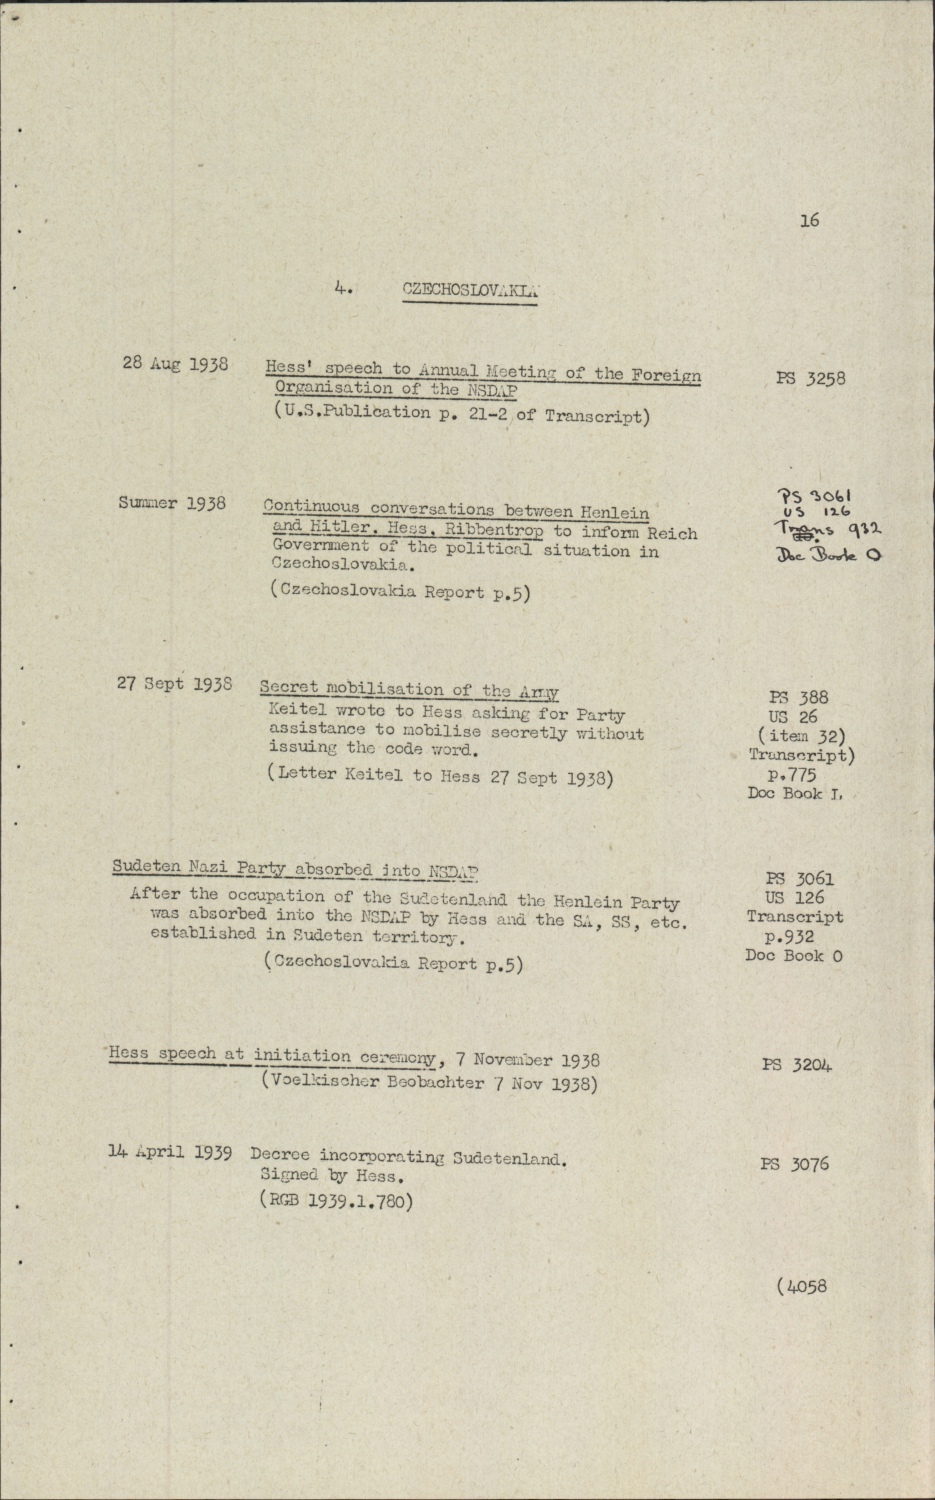 16
4. CZECHOSLOVAKIA
28 Aug 1938 Hess' speech to Annual Meeting of the Foreign
Organisation of the NSDAP
(U.S.Publication p. 21-2 of Transcript)
PS 3258
Summer 1938 Continuous conversations between Henlein
and Hitler, Hess, Ribbentrop to inform Reich
Government of the political situation in
Czechoslovakia.
(Czechoslovakia Report p.5)
PS 3061
US 126
Trans 932
Doc Book O
27 Sept 1938 Secret mobilisation of the Army
Keitel wrote to Hess asking for Party
assistance to mobilise secretly without
issuing the code word.
(Letter Keitel to Hess 27 Sept 1938)
PS 388
US 26
(item 32)
Transcript)
p.775
Doc Book I.
Sudeten Nazi Party absorbed into NSDAP
After the occupation of the Sudetenland the Henlein Party
was absorbed into the NSDAP by Hess and the SA, SS, etc.
established in Sudeten territory.
(Czechoslovakia Report p.5)
PS 3061
US 126
Transcript
p.932
Doc Book O
Hess speech at initiation ceremony, 7 November 1938
(Voelkischer Beobachter 7 Nov 1938)
PS 3204
14 April 1939 Decree incorporating Sudetenland.
Signed by Hess.
(RGB 1939.1.780)
PS 3076
(4058